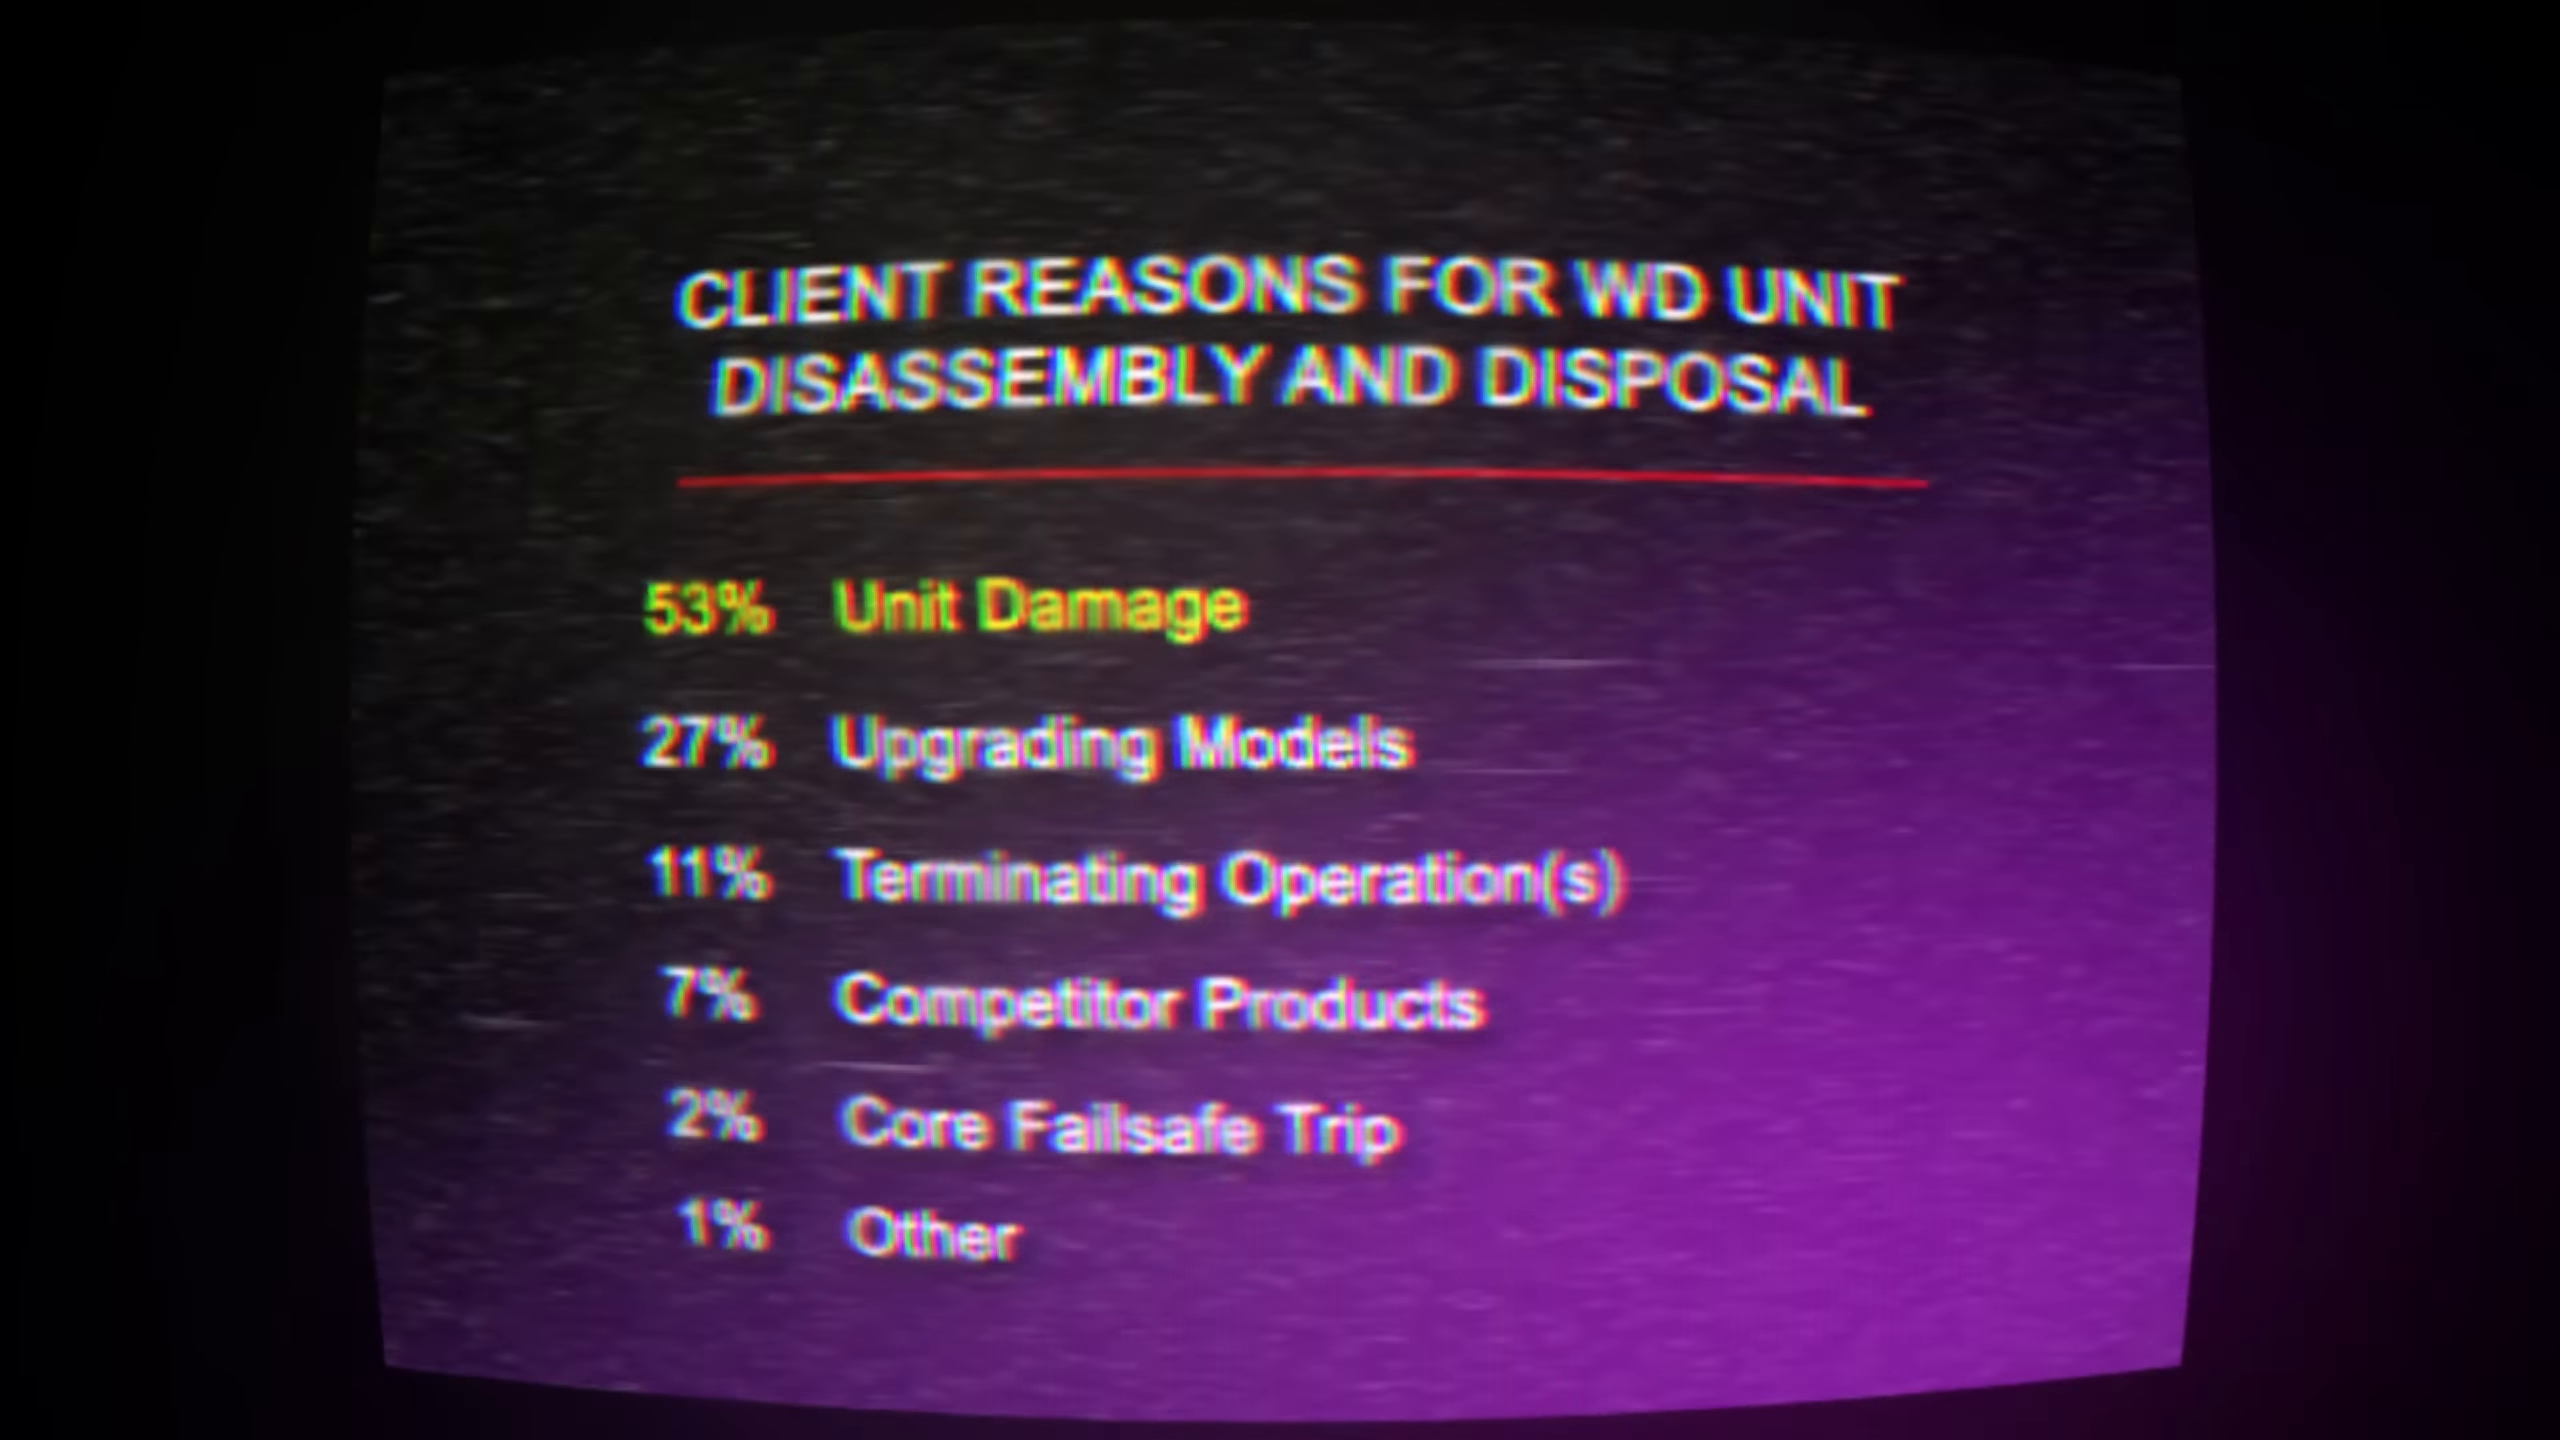 CLIENT REASONS FOR WD UNIT
DISASSEMBLY AND DISPOSAL
53% Unit Damage
27% Upgrading Models
11% Terminating Operation(s)
7% Competitor Products
2% Core Failsafe Trip
1% Other